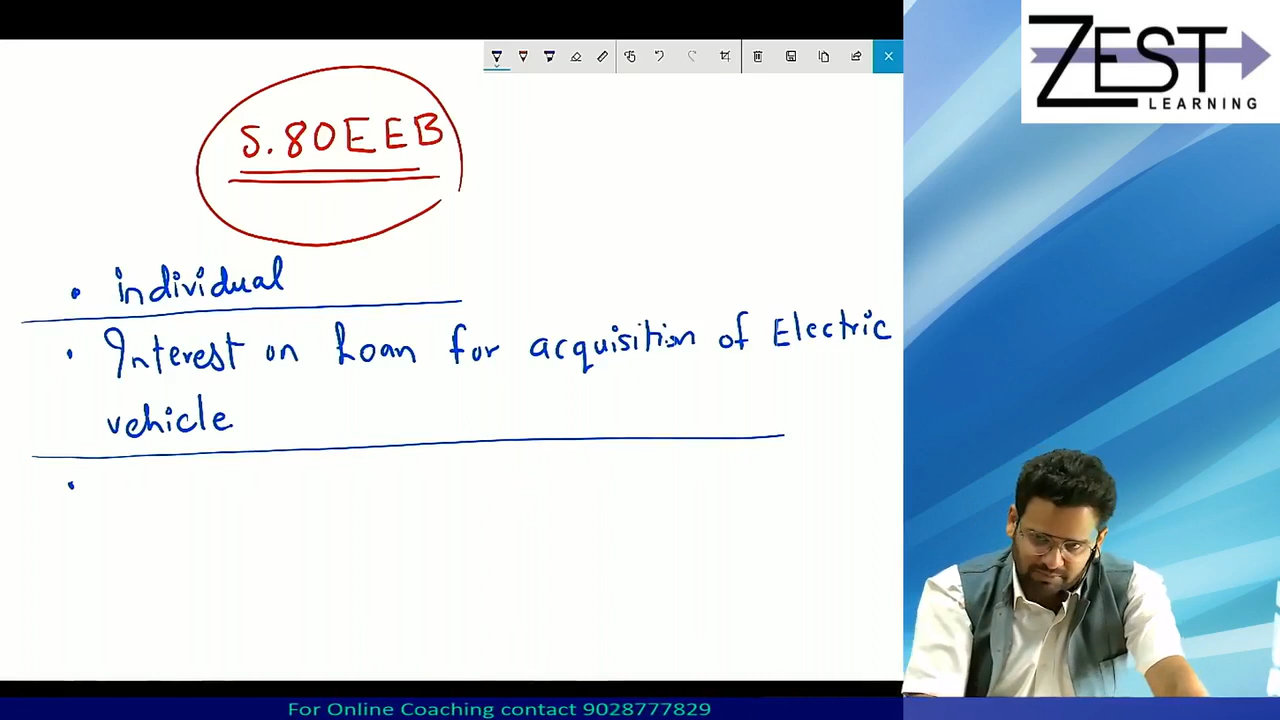 ZEST
LEARNING
S.80EEB
• individual
• Interest on Loan for acquisition of Electric
vehicle
•
For Online Coaching contact 9028777829